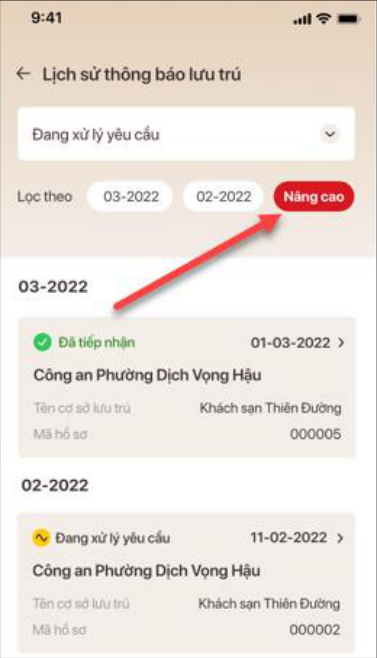 9:41
Lịch sử thông báo lưu trú
Đang xử lý yêu cầu
Lọc theo 03-2022 02-2022 Nâng cao
03-2022
Đã tiếp nhận 01-03-2022
Công an Phường Dịch Vọng Hậu
Tên cơ sở lưu trú Khách sạn Thiên Đường
Mã hồ sơ 000005
02-2022
Đang xử lý yêu cầu 11-02-2022
Công an Phường Dịch Vọng Hậu
Tên cơ sở lưu trú Khách sạn Thiên Đường
Mã hồ sơ 000002